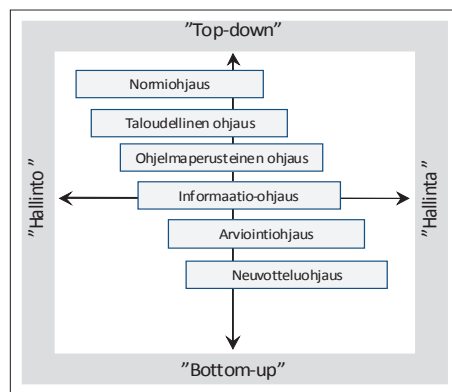 "Top-down"
Normiohjaus
Taloudellinen ohjaus
Ohjelmaperusteinen ohjaus
"Hallinto"
Informaatio-ohjaus
"Hallinta"
Arviointiohjaus
Neuvotteluohjaus
"Bottom-up"